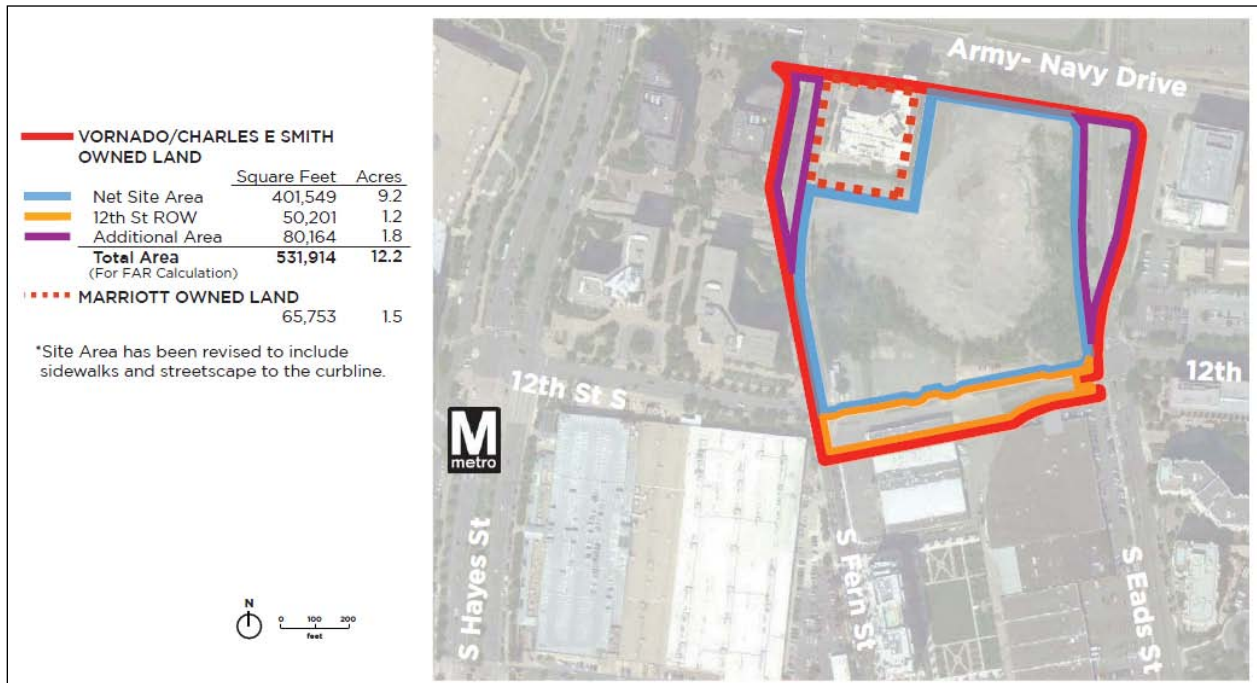 VORNADO/CHARLES E SMITH
OWNED LAND
Square Feet Acres
Net Site Area 401,549 9.2
12th St ROW 50,201 1.2
Additional Area 80,164 1.8
Total Area 531,914 12.2
(For FAR Calculation)
MARRIOTT OWNED LAND
65,753 1.5
*Site Area has been revised to include
sidewalks and streetscape to the curbline.
N
0 100 200
feet
Army- Navy Drive
12th St S
12th
M
metro
S Hayes St
S Fern St
S Eads St